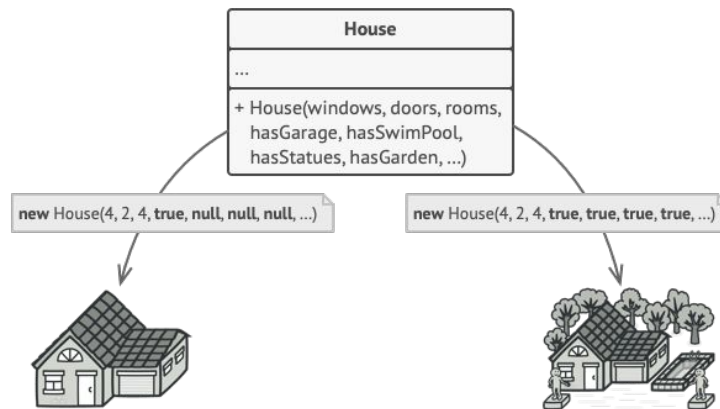 House
...
+ House(windows, doors, rooms,
hasGarage, hasSwimPool,
hasStatues, hasGarden, ...)
new House(4, 2, 4, true, null, null, null, ...)
new House(4, 2, 4, true, true, true, true, ...)